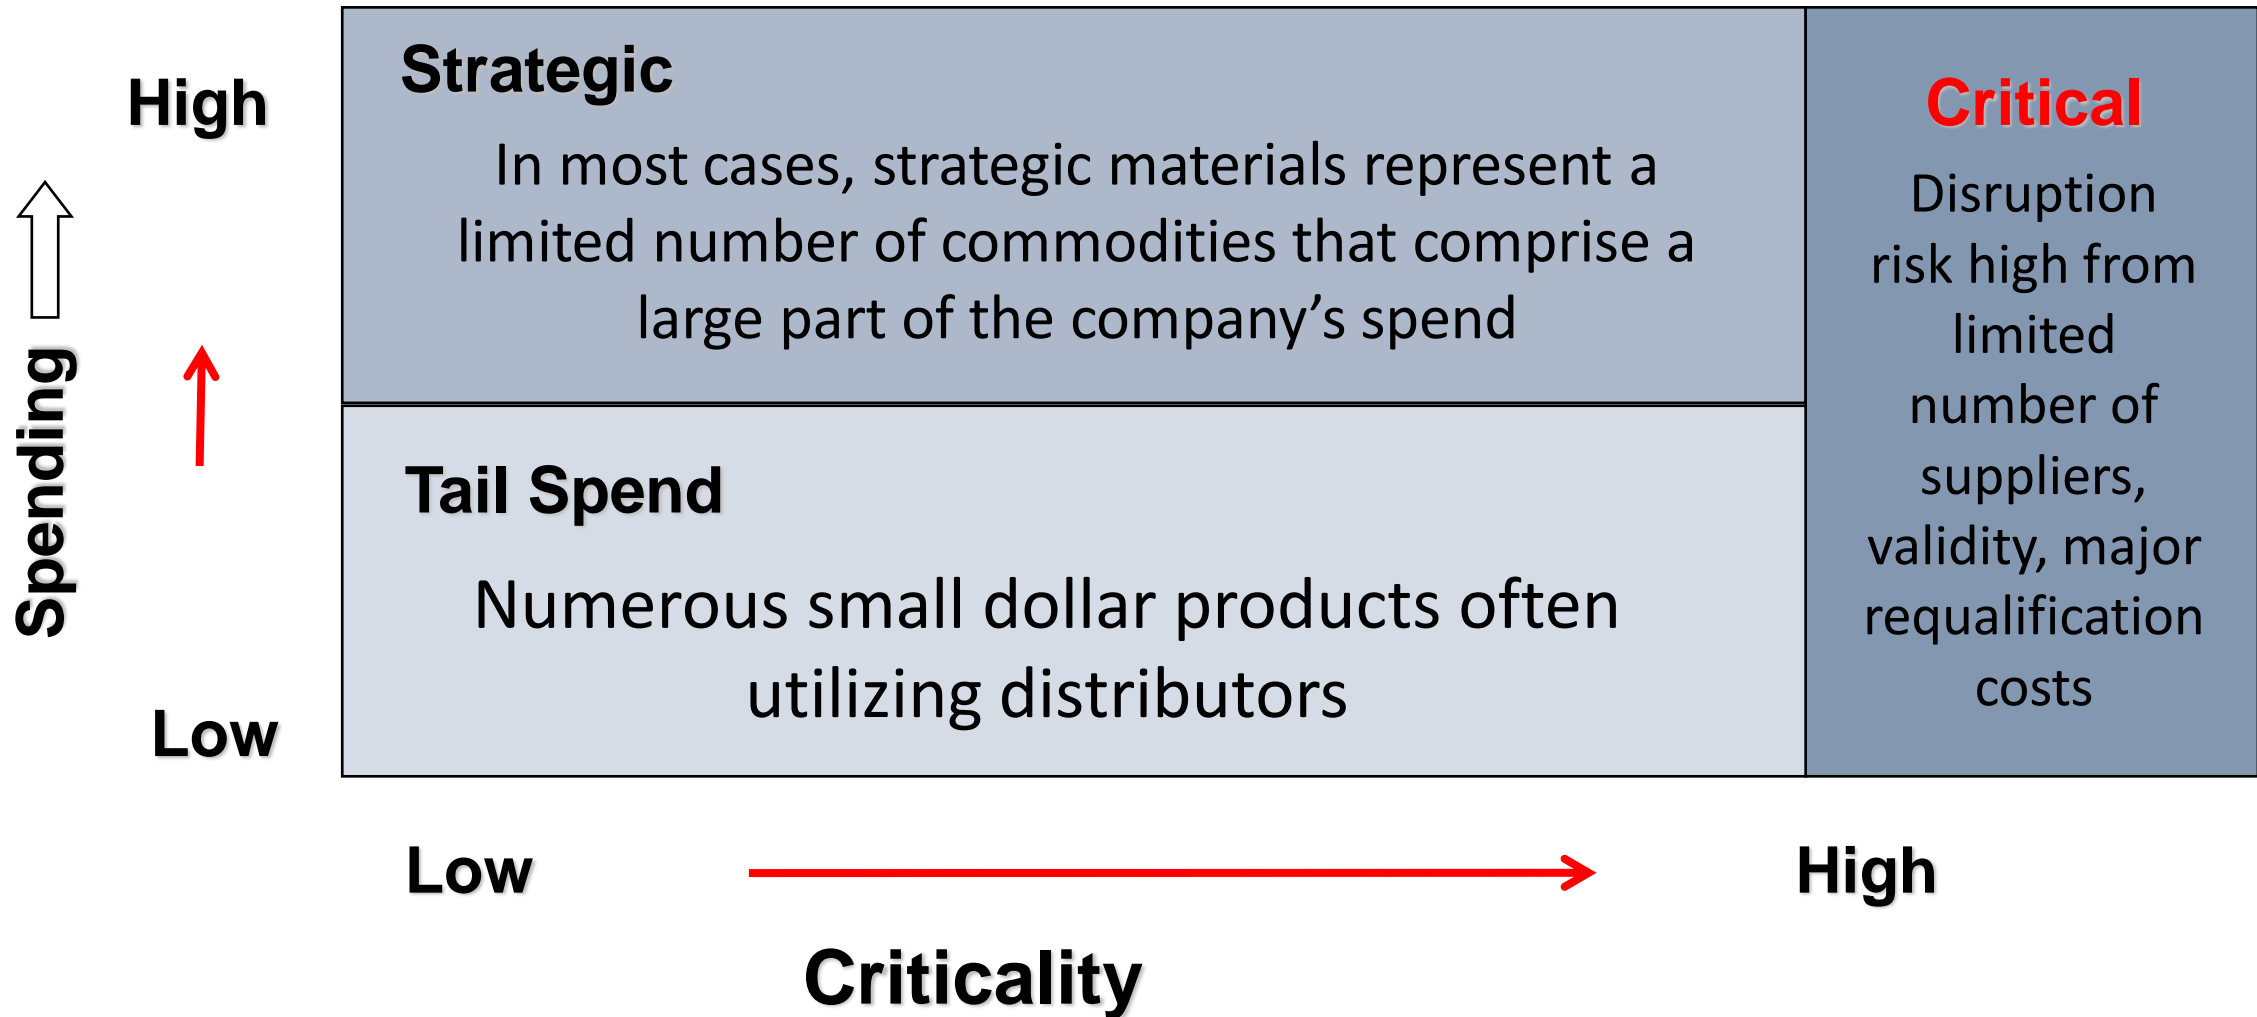 High
Spending
Low
Strategic
In most cases, strategic materials represent a
limited number of commodities that comprise a
large part of the company’s spend
Tail Spend
Numerous small dollar products often
utilizing distributors
Critical
Disruption
risk high from
limited
number of
suppliers,
validity, major
requalification
costs
Low
High
Criticality